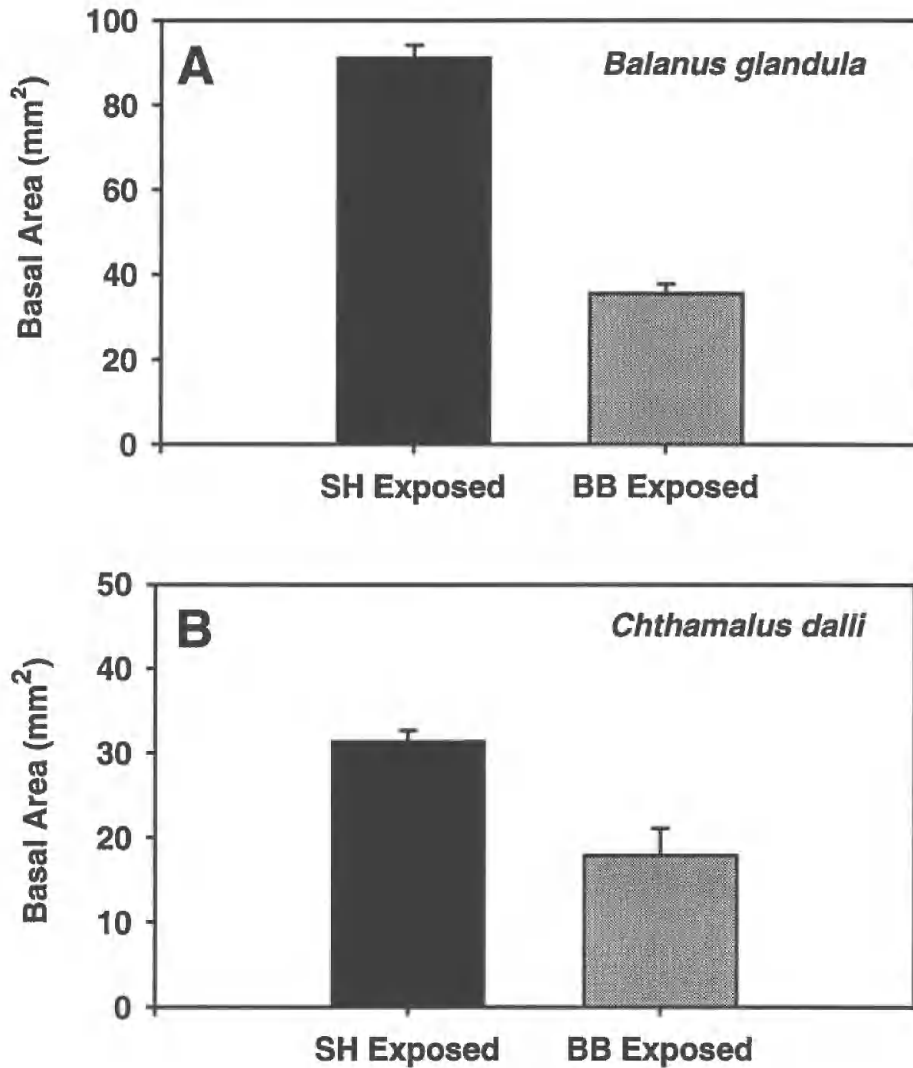 A
Balanus glandula
Basal Area (mm²)
100
80
60
40
20
0
SH Exposed BB Exposed
B
Chthamalus dalli
Basal Area (mm²)
50
40
30
20
10
0
SH Exposed BB Exposed